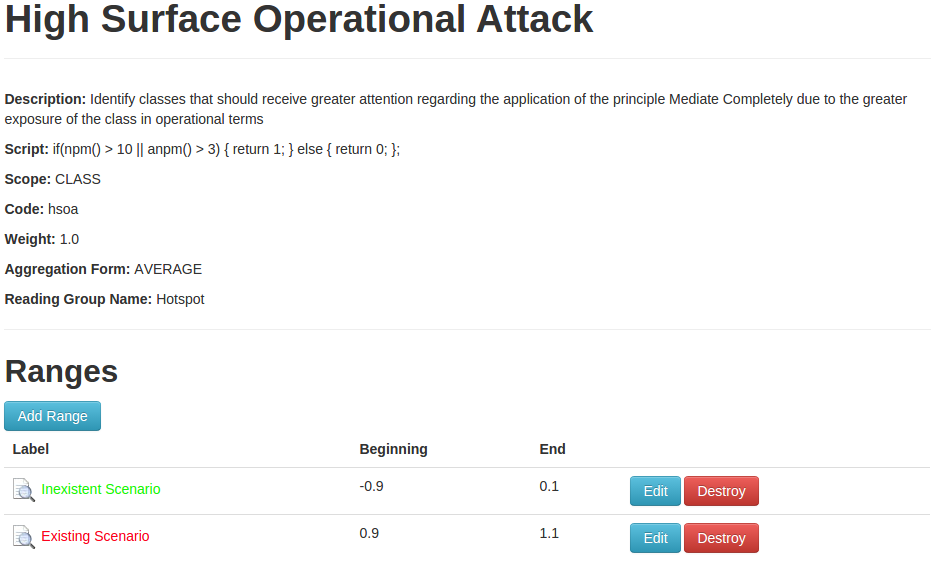 High Surface Operational Attack
Description: Identify classes that should receive greater attention regarding the application of the principle Mediate Completely due to the greater
exposure of the class in operational terms
Script: if(npm() > 10 || anpm() > 3) { return 1; } else { return 0; };
Scope: CLASS
Code: hsoa
Weight: 1.0
Aggregation Form: AVERAGE
Reading Group Name: Hotspot
Ranges
Add Range
Label Beginning End
Inexistent Scenario -0.9 0.1 Edit Destroy
Existing Scenario 0.9 1.1 Edit Destroy